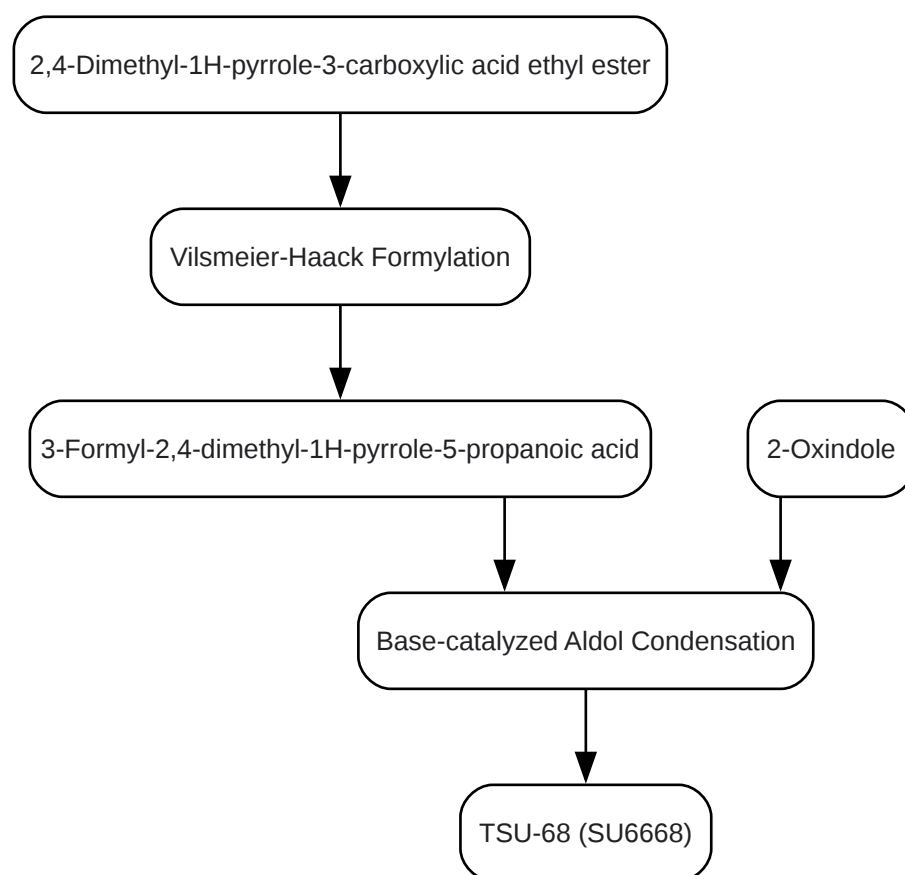 2,4-Dimethyl-1H-pyrrole-3-carboxylic acid ethyl ester
Vilsmeier-Haack Formylation
3-Formyl-2,4-dimethyl-1H-pyrrole-5-propanoic acid
2-Oxindole
Base-catalyzed Aldol Condensation
TSU-68 (SU6668)